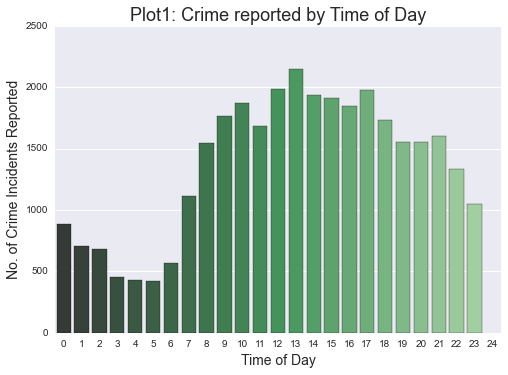 Plot1: Crime reported by Time of Day
2500
2000
1500
1000
500
0
No. of Crime Incidents Reported
0 1 2 3 4 5 6 7 8 9 10 11 12 13 14 15 16 17 18 19 20 21 22 23 24
Time of Day